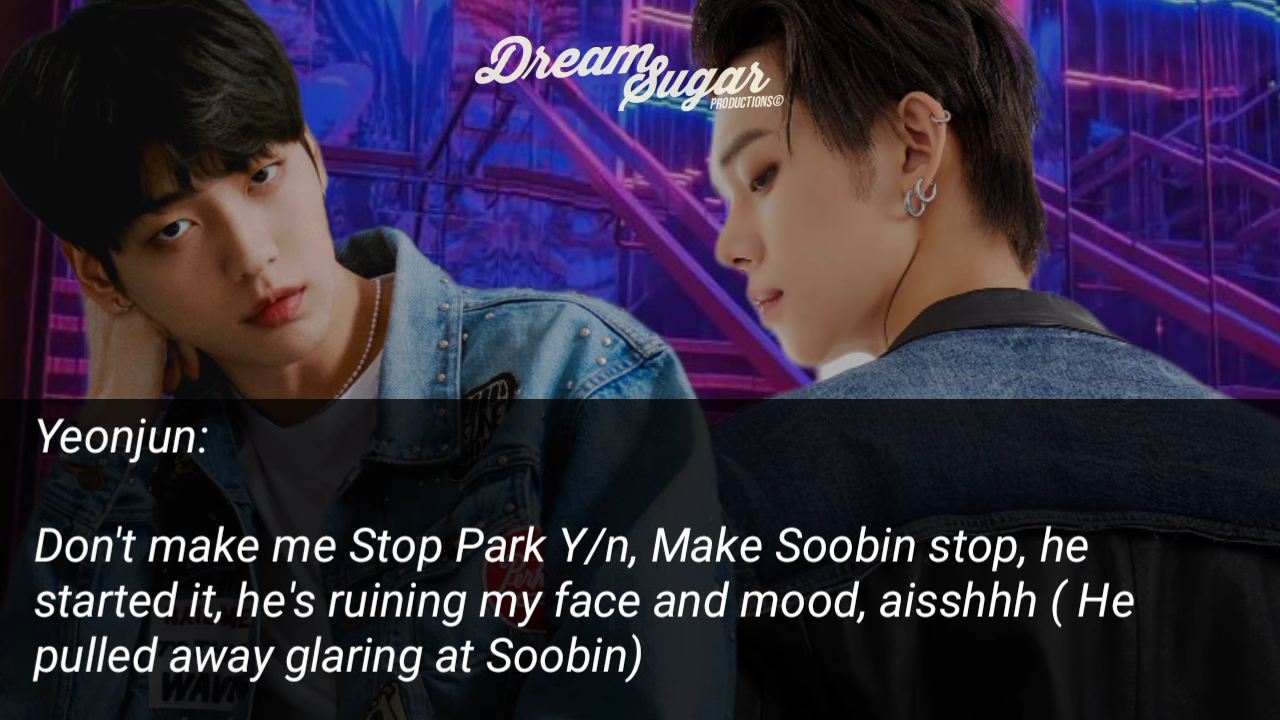 Dream
Sugar
PRODUCTIONS©
Yeonjun:
Don't make me Stop Park Y/n, Make Soobin stop, he
started it, he's ruining my face and mood, aisshhh ( He
pulled away glaring at Soobin)